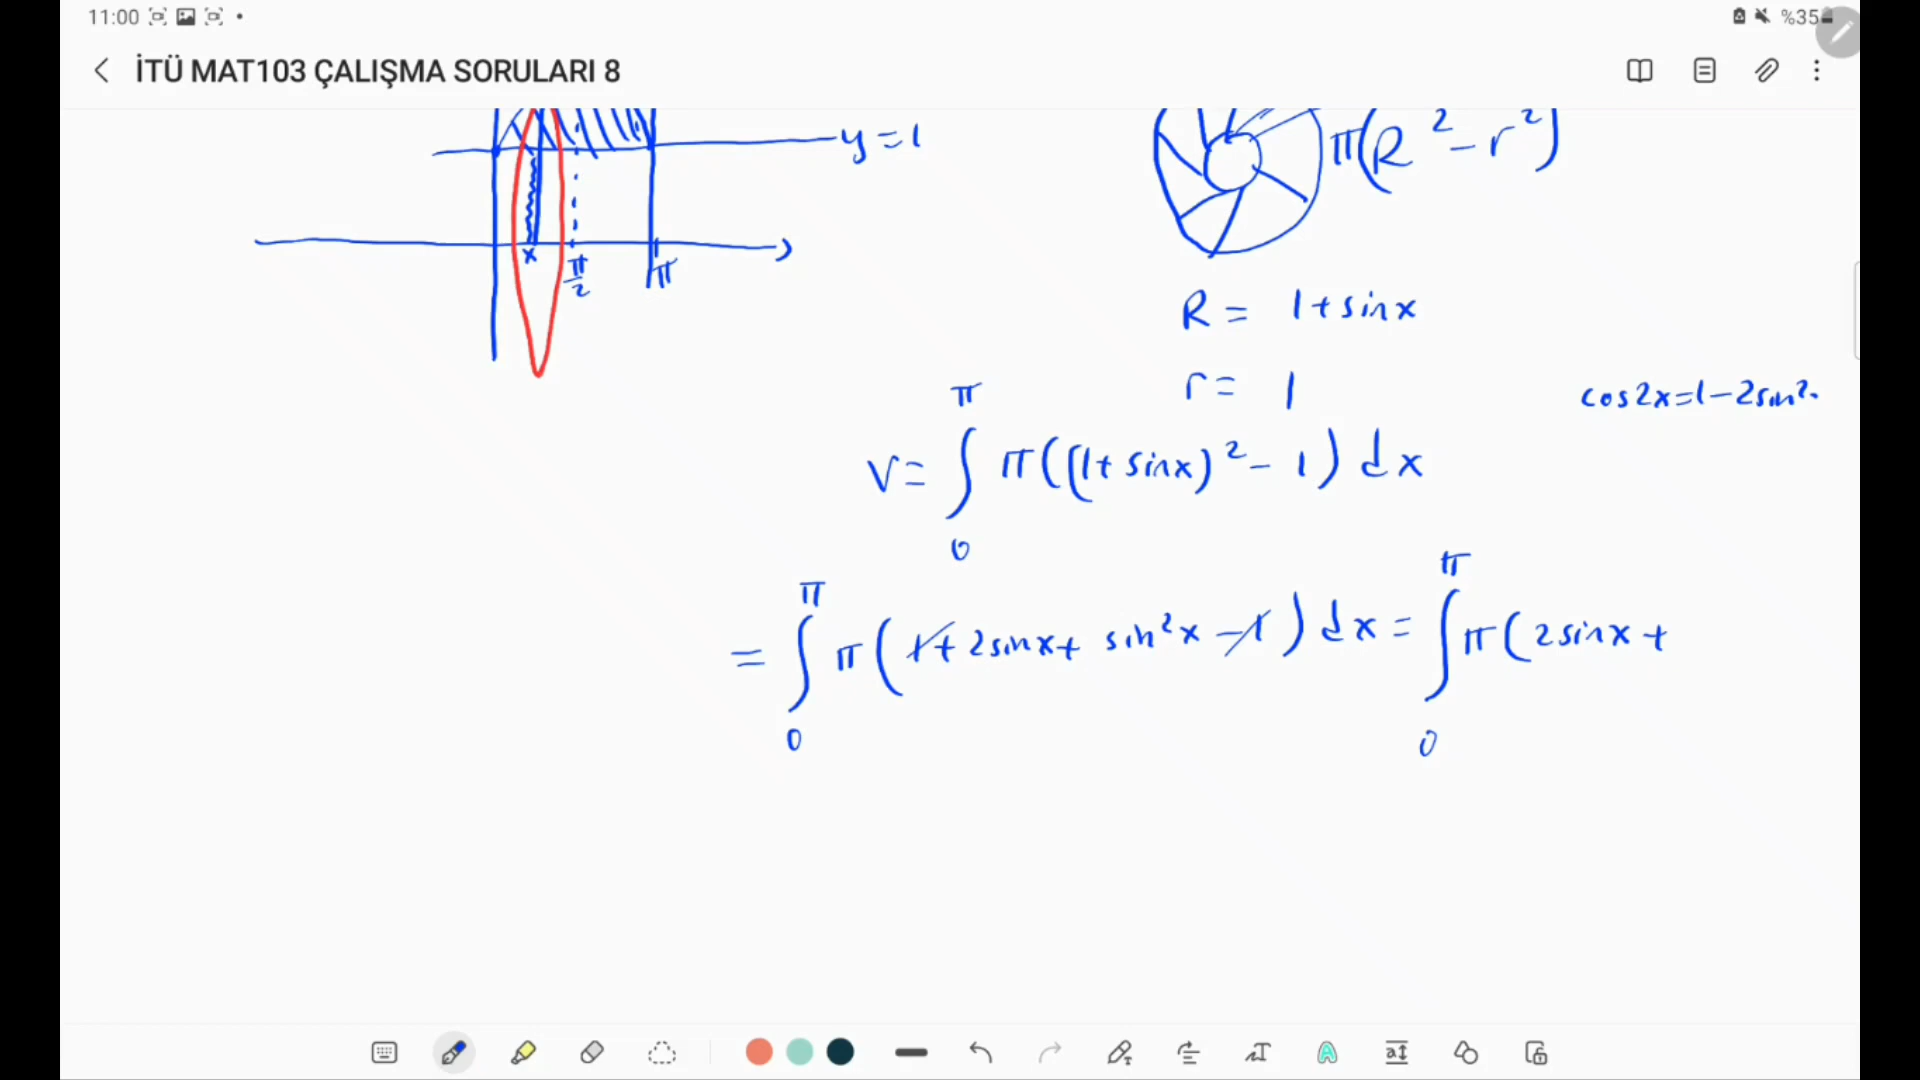 11:00
%35
İTÜ MAT103 ÇALIŞMA SORULARI 8
y=1
π(R²-r²)
x
π/2
π
R = 1+sinx
r = 1
cos2x=1-2sin²
V= ∫₀^π π((1+sinx)²-1) dx
= ∫₀^π π(1+2sinx+ sin²x -1) dx = ∫₀^π π(2sinx +